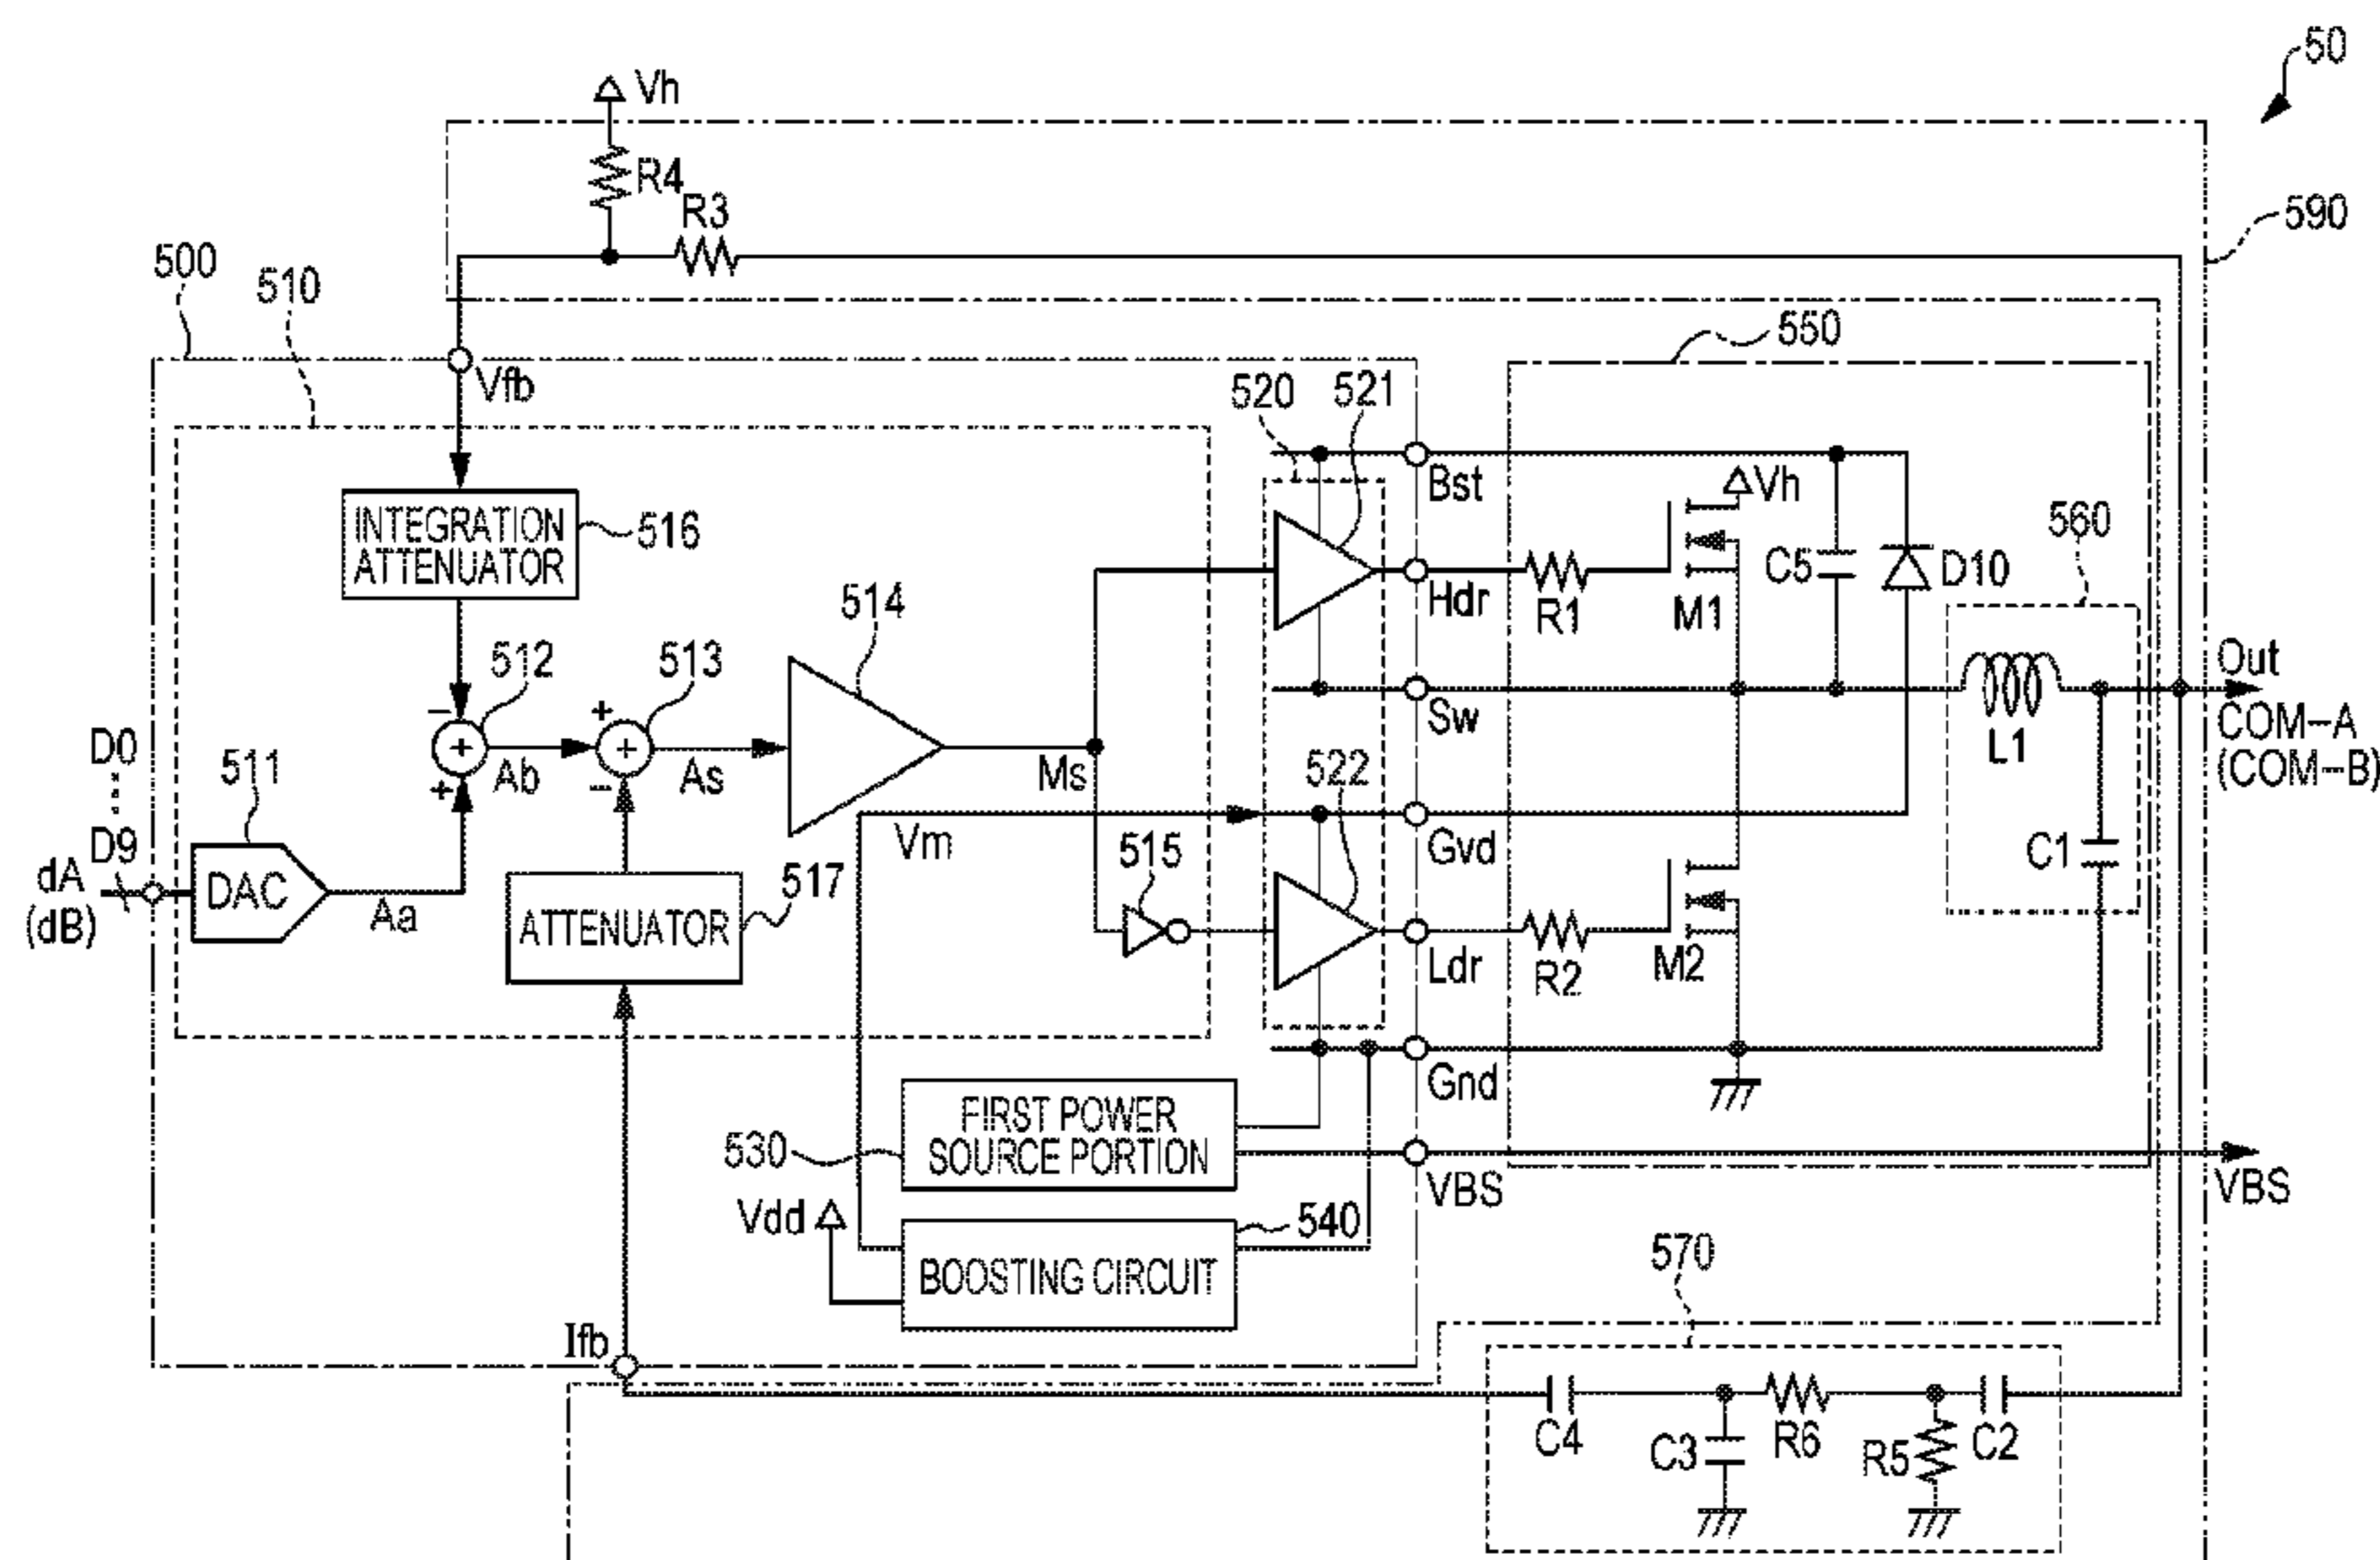 50
Vh
R4
R3
590
500
510
550
Vfb
520
521
Bst
Vh
560
INTEGRATION
ATTENUATOR
516
C5
D10
Hdr
R1
M1
514
512
513
Out
COM-A
(COM-B)
-
+
+
+
+
-
Sw
L1
D0
D9
511
Ab
As
Ms
522
dA
(dB)
DAC
Aa
Vm
515
Gvd
C1
ATTENUATOR
517
Ldr
R2
M2
Gnd
530
FIRST POWER
SOURCE PORTION
VBS
VBS
Vdd
540
BOOSTING CIRCUIT
570
Ifb
C4
C3
R6
R5
C2